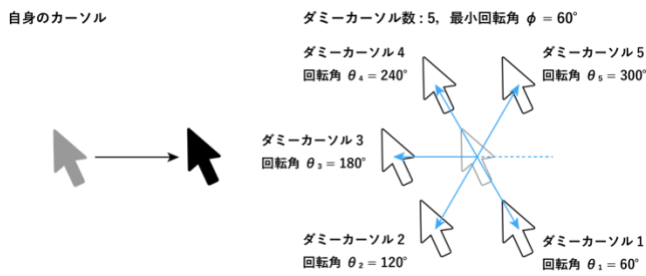 自身のカーソル
ダミーカーソル数 : 5, 最小回転角 ϕ = 60°
ダミーカーソル 4
回転角 θ₄ = 240°
ダミーカーソル 5
回転角 θ₅ = 300°
ダミーカーソル 3
回転角 θ₃ = 180°
ダミーカーソル 2
回転角 θ₂ = 120°
ダミーカーソル 1
回転角 θ₁ = 60°